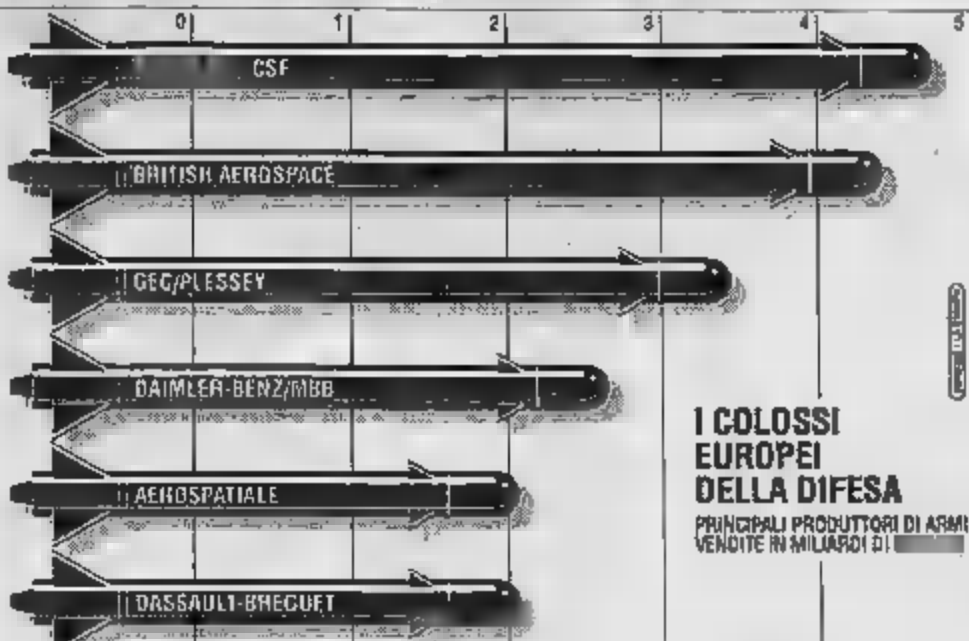 0 1 2 3 4 5
CSF
BRITISH AEROSPACE
GEC/PLESSEY
DAIMLER-BENZ/MBB
AEROSPATIALE
DASSAULT-BREGUET
I COLOSSI
EUROPEI
DELLA DIFESA
PRINCIPALI PRODUTTORI DI ARMI
VENDITE IN MILIARDI DI